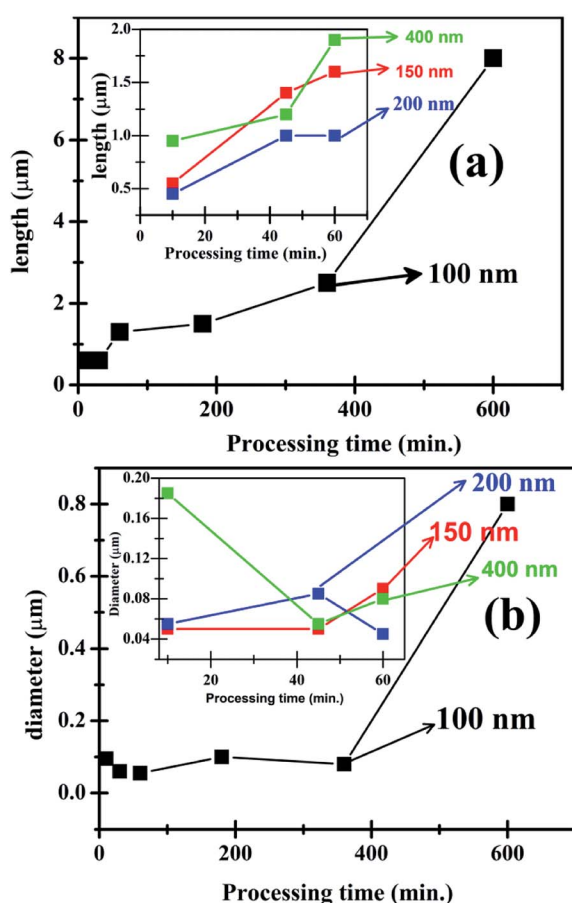 2.0
1.5
1.0
0.5
length (μm)
0 20 40 60
Processing time (min.)
400 nm
150 nm
200 nm
8
6
4
2
0
length (μm)
(a)
100 nm
0 200 400 600
Processing time (min.)
0.20
0.16
0.12
0.08
0.04
Diameter (μm)
20 40 60
Processing time (min.)
200 nm
150 nm
400 nm
0.8
0.6
0.4
0.2
0.0
diameter (μm)
(b)
100 nm
0 200 400 600
Processing time (min.)